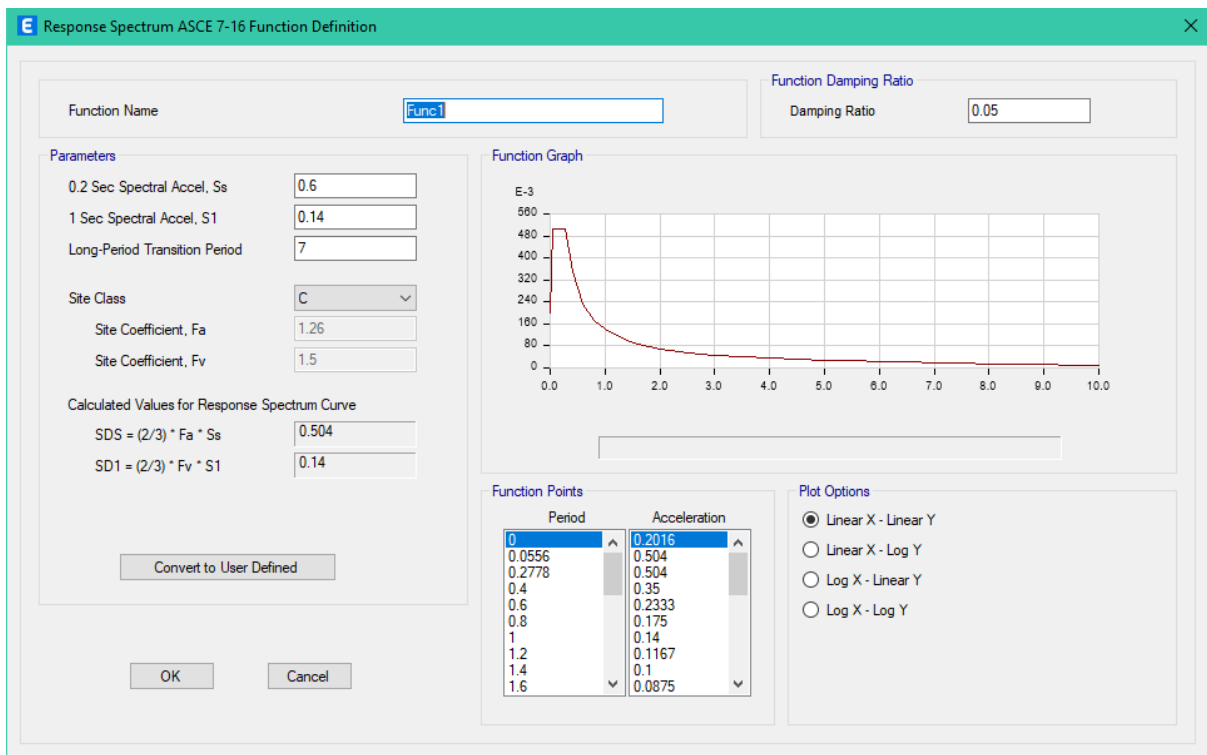 E Response Spectrum ASCE 7-16 Function Definition
Function Name
Func1
Function Damping Ratio
Damping Ratio
0.05
Parameters
0.2 Sec Spectral Accel, Ss
0.6
1 Sec Spectral Accel, S1
0.14
Long-Period Transition Period
7
Site Class
C
Site Coefficient, Fa
1.26
Site Coefficient, Fv
1.5
Calculated Values for Response Spectrum Curve
SDS = (2/3) * Fa * Ss
0.504
SD1 = (2/3) * Fv * S1
0.14
Convert to User Defined
OK
Cancel
Function Graph
E-3
560
480
400
320
240
160
80
0
0.0 1.0 2.0 3.0 4.0 5.0 6.0 7.0 8.0 9.0 10.0
Function Points
Period Acceleration
0 0.2016
0.0556 0.504
0.2778 0.504
0.4 0.35
0.6 0.2333
0.8 0.175
1 0.14
1.2 0.1167
1.4 0.1
1.6 0.0875
Plot Options
Linear X - Linear Y
Linear X - Log Y
Log X - Linear Y
Log X - Log Y